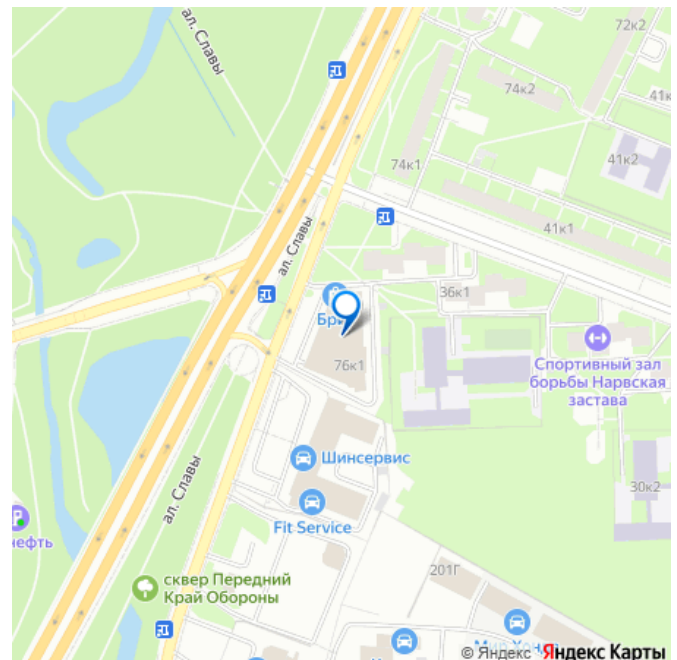 ал. Славы
72к2
74к2
41к
41к2
74к1
41к1
ал. Славы
36к1
Бри
76к1
Спортивный зал
борьбы Нарвская
застава
Шинсервис
ал. Славы
30к2
Fit Service
нефть
201Г
сквер Передний
Край Обороны
© Яндекс Яндекс Карты